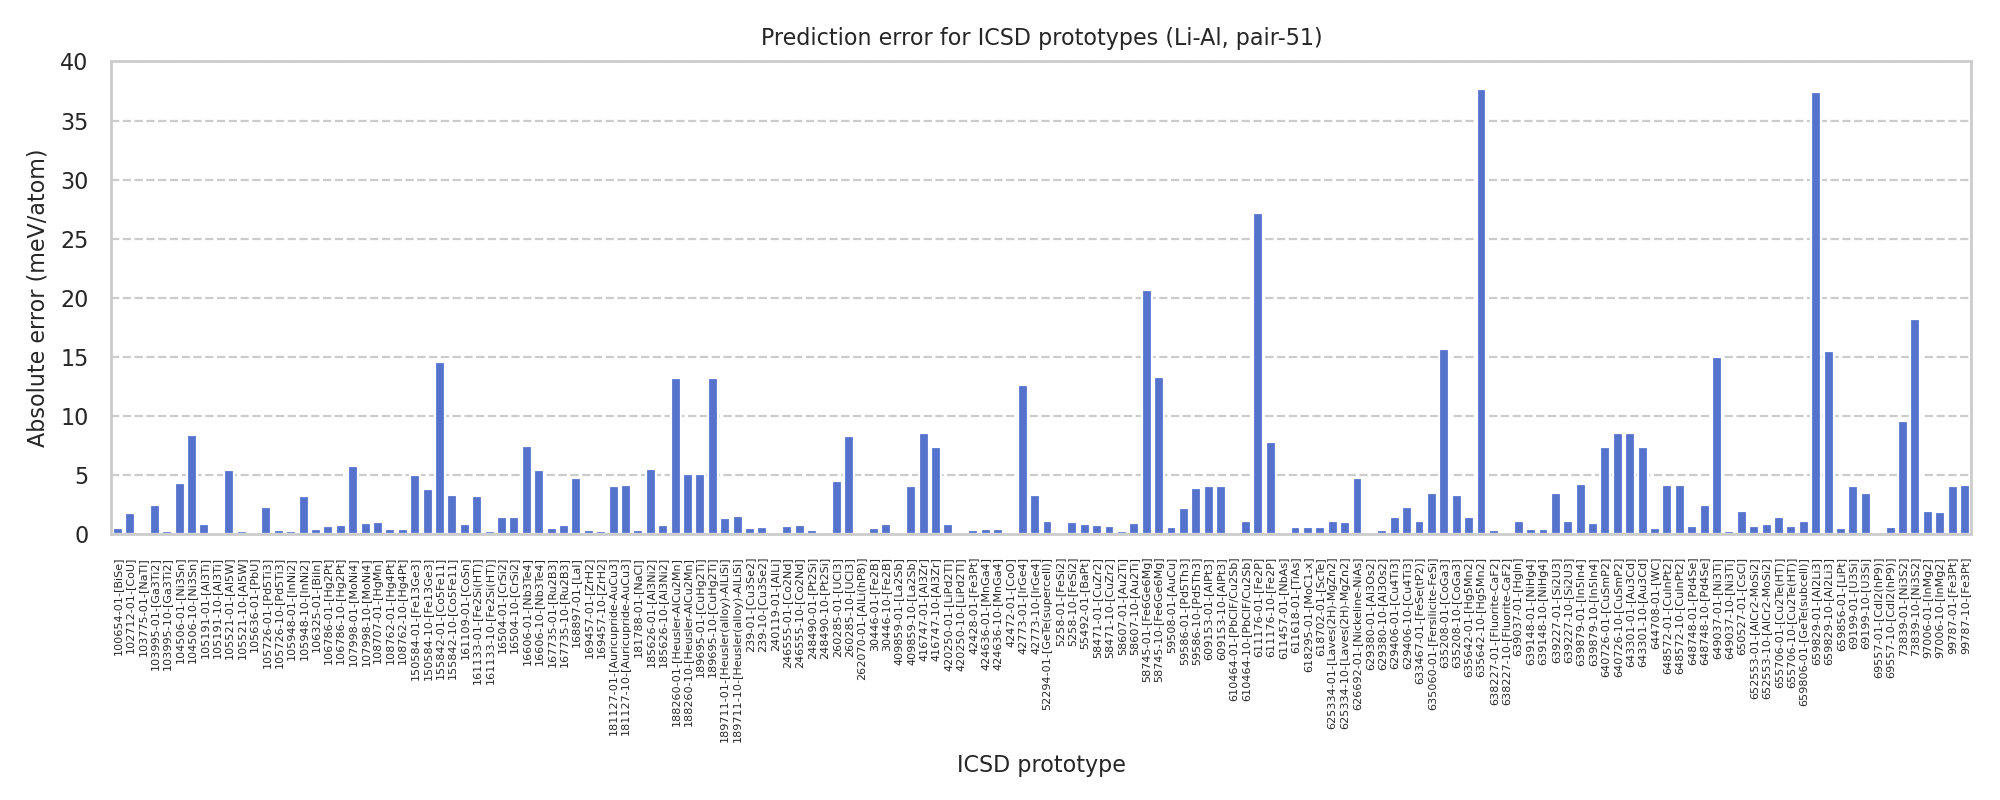 Prediction error for ICSD prototypes (Li-Al, pair-51)
Absolute error (meV/atom)
40
35
30
25
20
15
10
5
0
100654-01-[BiSe]
102712-01-[CoU]
103775-01-[NaTl]
103995-01-[Ga3Ti2]
103995-10-[Ga3Ti2]
104506-01-[Ni3Sn]
104506-10-[Ni3Sn]
105191-01-[Al3Ti]
105191-10-[Al3Ti]
105521-01-[Al5W]
105521-10-[Al5W]
105636-01-[PbU]
105726-01-[Pd5Ti3]
105726-10-[Pd5Ti3]
105948-01-[InNi2]
105948-10-[InNi2]
106325-01-[BiIn]
106786-01-[Hg2Pt]
106786-10-[Hg2Pt]
107998-01-[MoNi4]
107998-10-[MoNi4]
108707-01-[HgMn]
108762-01-[Hg4Pt]
108762-10-[Hg4Pt]
150584-01-[Fe13Ge3]
150584-10-[Fe13Ge3]
155842-01-[Co5Fe11]
155842-10-[Co5Fe11]
161109-01-[CoSn]
161133-01-[Fe2Si(HT)]
161133-10-[Fe2Si(HT)]
16504-01-[CrSi2]
16504-10-[CrSi2]
16606-01-[Nb3Te4]
16606-10-[Nb3Te4]
167735-01-[Ru2B3]
167735-10-[Ru2B3]
168897-01-[LaI]
169457-01-[ZrH2]
169457-10-[ZrH2]
181127-01-[Auricupride-AuCu3]
181127-10-[Auricupride-AuCu3]
181788-01-[NaCl]
185626-01-[Al3Ni2]
185626-10-[Al3Ni2]
188260-01-[Heusler-AlCu2Mn]
188260-10-[Heusler-AlCu2Mn]
189695-01-[CuHg2Ti]
189695-10-[CuHg2Ti]
189711-01-[Heusler(alloy)-AlLiSi]
189711-10-[Heusler(alloy)-AlLiSi]
239-01-[Cu3Se2]
239-10-[Cu3Se2]
240119-01-[AlLi]
246555-01-[Co2Nd]
246555-10-[Co2Nd]
248490-01-[Pt2Si]
248490-10-[Pt2Si]
260285-01-[UCl3]
260285-10-[UCl3]
262070-01-[AlLi(hP8)]
30446-01-[Fe2B]
30446-10-[Fe2B]
409859-01-[La2Sb]
409859-10-[La2Sb]
416747-01-[Al3Zr]
416747-10-[Al3Zr]
420250-01-[LiPd2Tl]
420250-10-[LiPd2Tl]
42428-01-[Fe3Pt]
424636-01-[MnGa4]
424636-10-[MnGa4]
42472-01-[CoO]
42773-01-[IrGe4]
42773-10-[IrGe4]
52294-01-[GeTe(supercell)]
5258-01-[FeSi2]
5258-10-[FeSi2]
55492-01-[BaPt]
58471-01-[CuZr2]
58471-10-[CuZr2]
58607-01-[Au2Ti]
58607-10-[Au2Ti]
58745-01-[Fe6Ge6Mg]
58745-10-[Fe6Ge6Mg]
59508-01-[AuCu]
59586-01-[Pd5Th3]
59586-10-[Pd5Th3]
609153-01-[AlPt3]
609153-10-[AlPt3]
610464-01-[PbClF/Cu2Sb]
610464-10-[PbClF/Cu2Sb]
611176-01-[Fe2P]
611176-10-[Fe2P]
611457-01-[NbAs]
611618-01-[TiAs]
618295-01-[MoC1-x]
618702-01-[ScTe]
625334-01-[Laves(2H)-MgZn2]
625334-10-[Laves(2H)-MgZn2]
626692-01-[Nickeline-NiAs]
629380-01-[Al3Os2]
629380-10-[Al3Os2]
629406-01-[Cu4Ti3]
629406-10-[Cu4Ti3]
633467-01-[FeSe(tP2)]
635060-01-[Fersilicite-FeSi]
635208-01-[CoGa3]
635208-10-[CoGa3]
635642-01-[Hg5Mn2]
635642-10-[Hg5Mn2]
638227-01-[Fluorite-CaF2]
638227-10-[Fluorite-CaF2]
639037-01-[HgIn]
639148-01-[NiHg4]
639148-10-[NiHg4]
639227-01-[Si2U3]
639227-10-[Si2U3]
639879-01-[In5In4]
639879-10-[In5In4]
640726-01-[CuSmP2]
640726-10-[CuSmP2]
643301-01-[Au3Cd]
643301-10-[Au3Cd]
644708-01-[WC]
648572-01-[CuInPt2]
648572-10-[CuInPt2]
648748-01-[Pd4Se]
648748-10-[Pd4Se]
649037-01-[Ni3Ti]
649037-10-[Ni3Ti]
650527-01-[CsCl]
652553-01-[AlCr2-MoSi2]
652553-10-[AlCr2-MoSi2]
655706-01-[Cu2Te(HT)]
655706-10-[Cu2Te(HT)]
659806-01-[GeTe(subcell)]
659829-01-[Al2Li3]
659829-10-[Al2Li3]
659856-01-[LiPt]
69199-01-[U3Si]
69199-10-[U3Si]
69557-01-[CdI2(hP9)]
69557-10-[CdI2(hP9)]
73839-01-[Ni3S2]
73839-10-[Ni3S2]
97006-01-[InMg2]
97006-10-[InMg2]
99787-01-[Fe3Pt]
99787-10-[Fe3Pt]
ICSD prototype